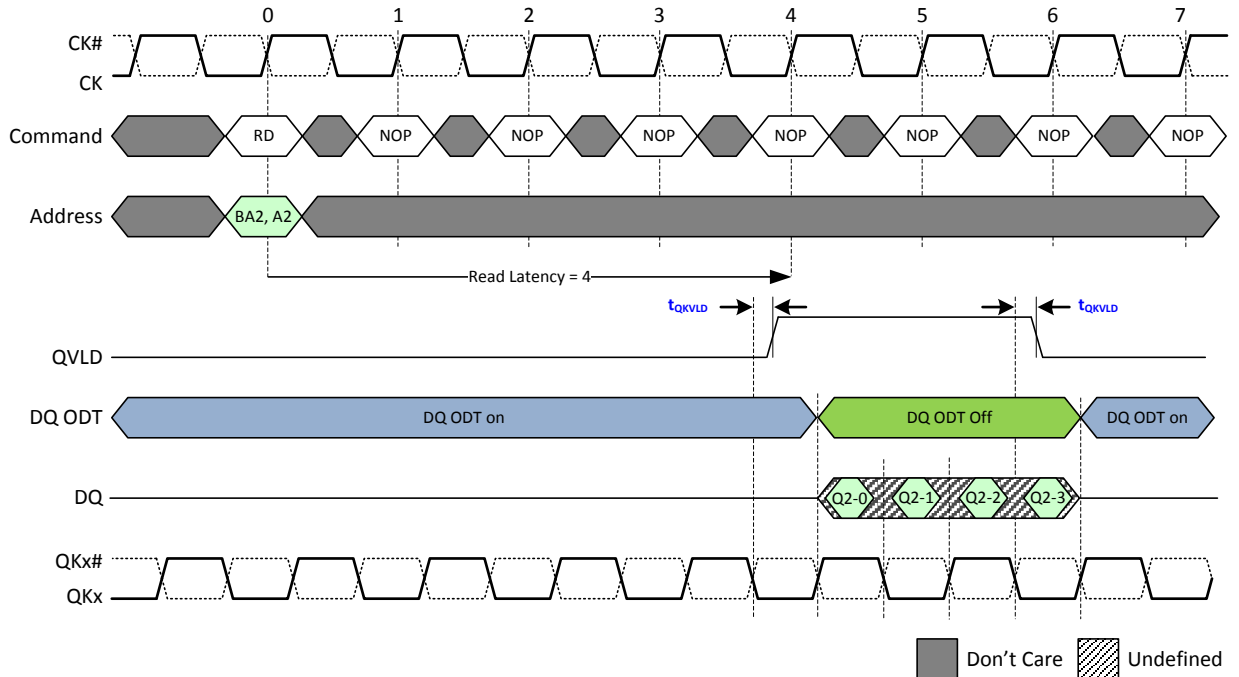 0 1 2 3 4 5 6 7
CK#
CK
Command RD NOP NOP NOP NOP NOP NOP NOP
Address BA2, A2
Read Latency = 4
tQKVLD tQKVLD
QVLD
DQ ODT DQ ODT on DQ ODT Off DQ ODT on
DQ Q2-0 Q2-1 Q2-2 Q2-3
QKx#
QKx
Don't Care Undefined